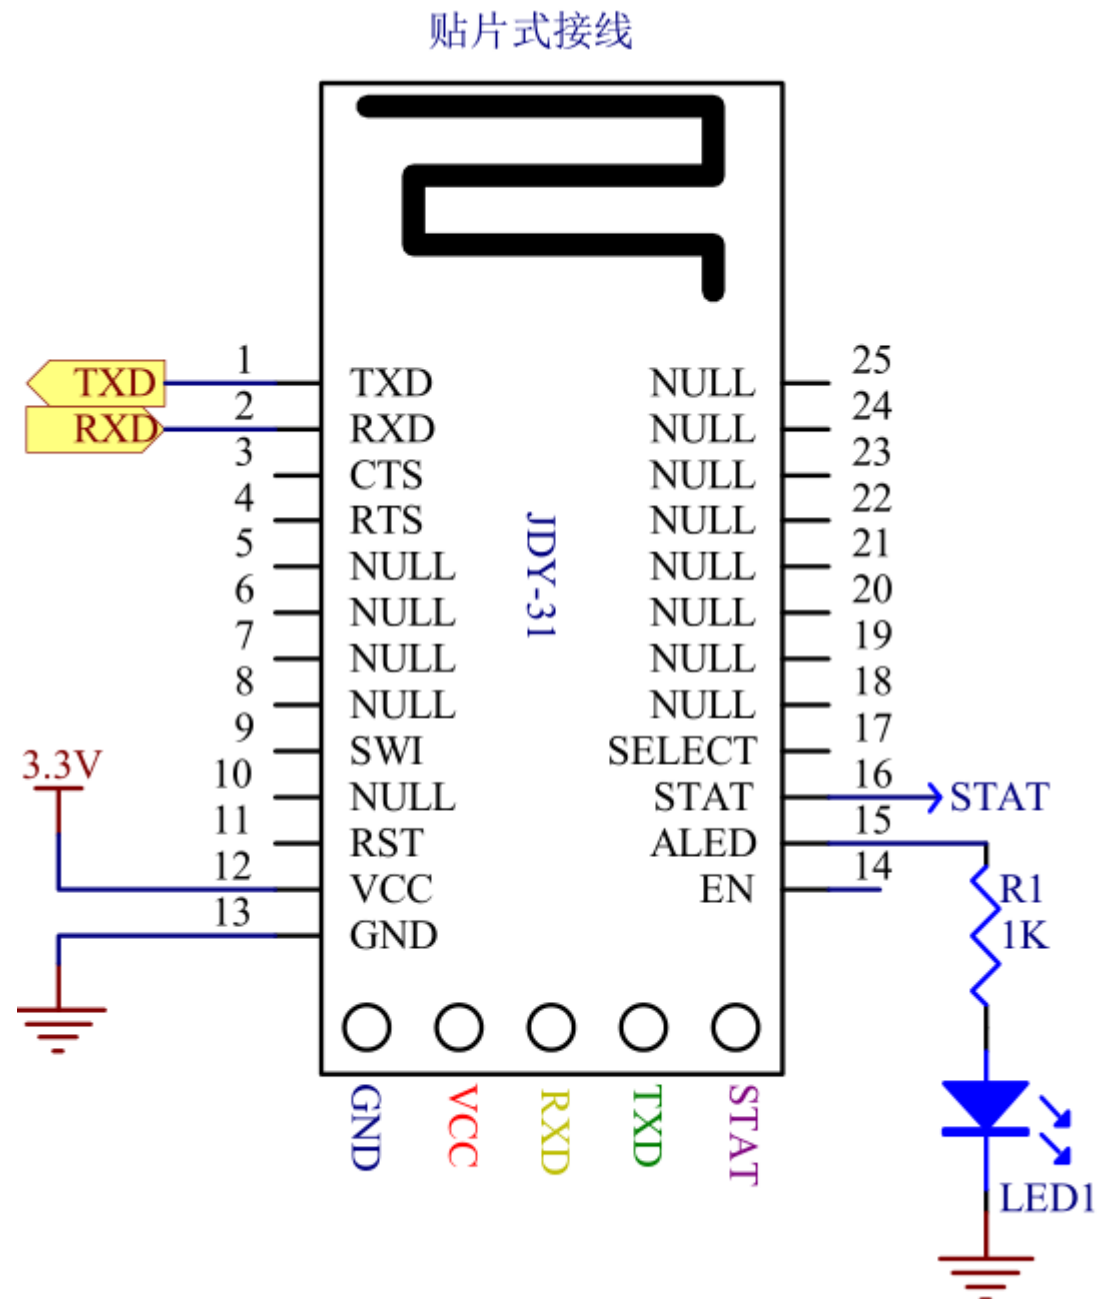 贴片式接线
TXD 1 TXD NULL 25
RXD 2 RXD NULL 24
3 CTS NULL 23
4 RTS NULL 22
5 NULL NULL 21
6 NULL NULL 20
7 NULL NULL 19
8 NULL NULL 18
9 SWI SELECT 17
3.3V
10 NULL STAT 16 STAT
11 RST ALED 15
12 VCC EN 14
13 GND
JDY-31
R1
1K
GND VCC RXD TXD STAT
LED1